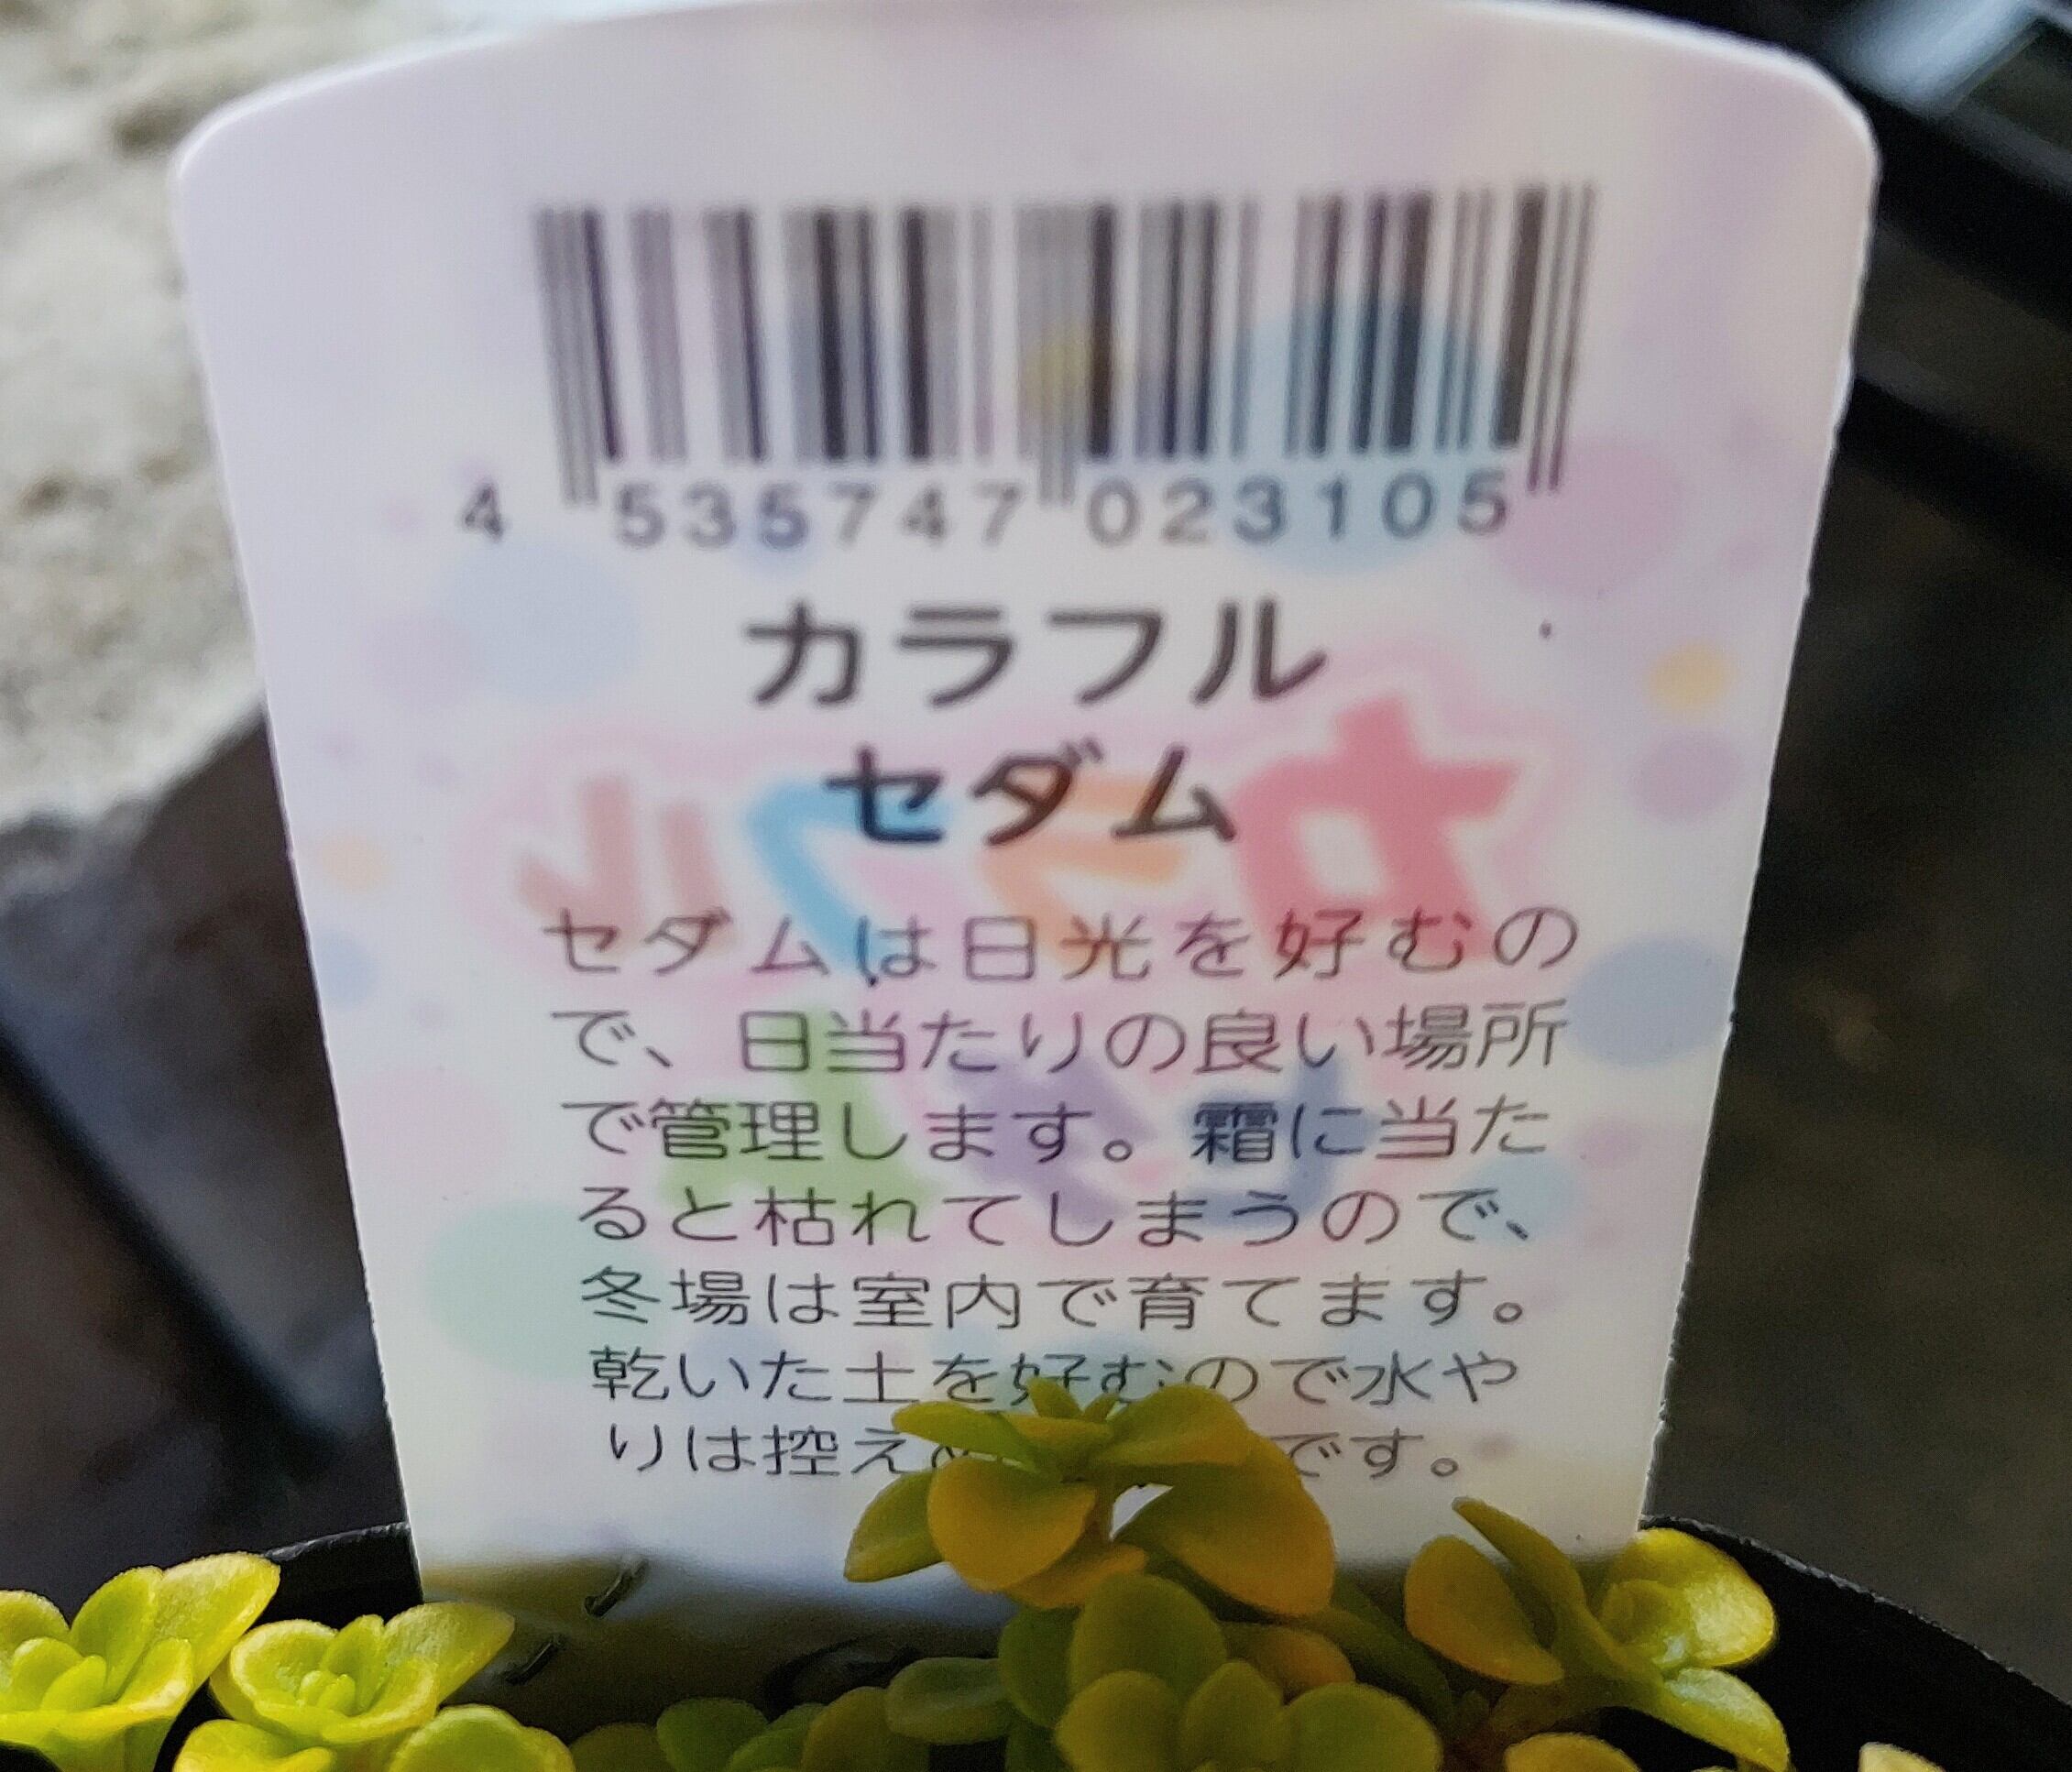 4 535747 023105
カラフル
セダム
セダムは日光を好むの
で、日当たりの良い場所
で管理します。霜に当た
ると枯れてしまうので、
冬場は室内で育てます。
乾いた土を好むので水や
りは控え です。